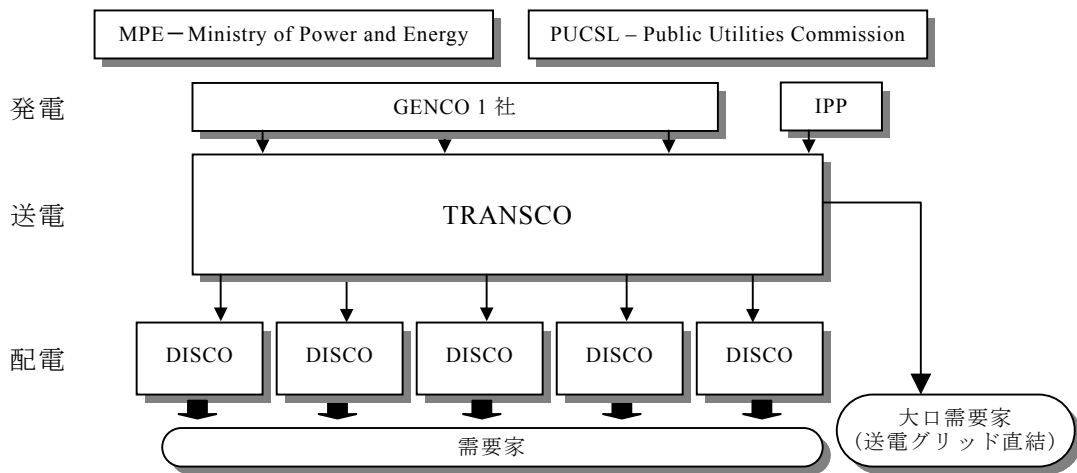 MPE－Ministry of Power and Energy
PUCSL – Public Utilities Commission
発電
GENCO 1 社
IPP
送電
TRANSCO
配電
DISCO
DISCO
DISCO
DISCO
DISCO
需要家
大口需要家
(送電グリッド直結)